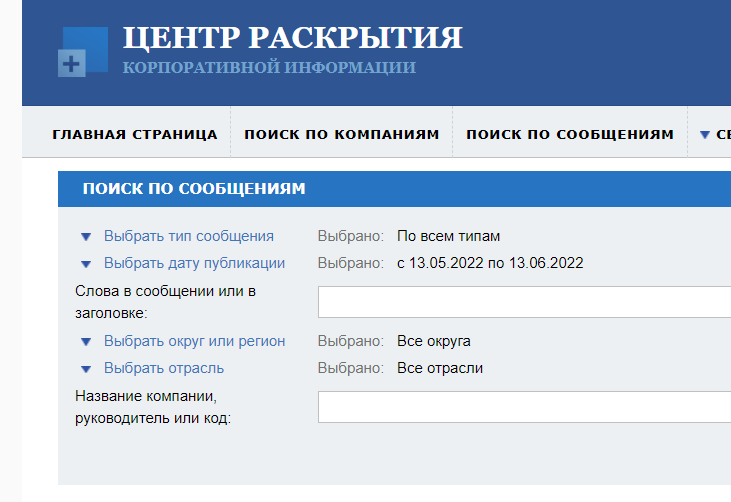 ЦЕНТР РАСКРЫТИЯ
КОРПОРАТИВНОЙ ИНФОРМАЦИИ
ГЛАВНАЯ СТРАНИЦА ПОИСК ПО КОМПАНИЯМ ПОИСК ПО СООБЩЕНИЯМ
ПОИСК ПО СООБЩЕНИЯМ
Выбрать тип сообщения Выбрано: По всем типам
Выбрать дату публикации Выбрано: с 13.05.2022 по 13.06.2022
Слова в сообщении или в
заголовке:
Выбрать округ или регион Выбрано: Все округа
Выбрать отрасль Выбрано: Все отрасли
Название компании,
руководитель или код: